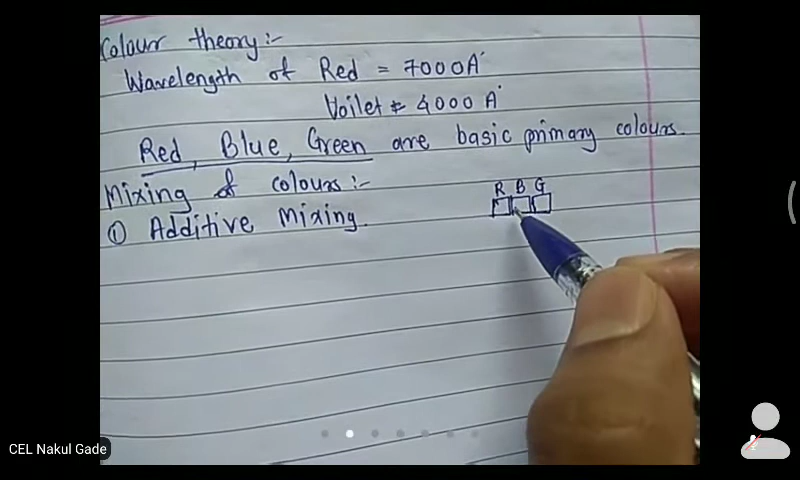 Colour theory:-
Wavelength of Red = 7000 A°
Voilet = 4000 A°
Red, Blue, Green are basic primary colours.
Mixing of colours:-
R B G
① Additive Mixing.
CEL Nakul Gade